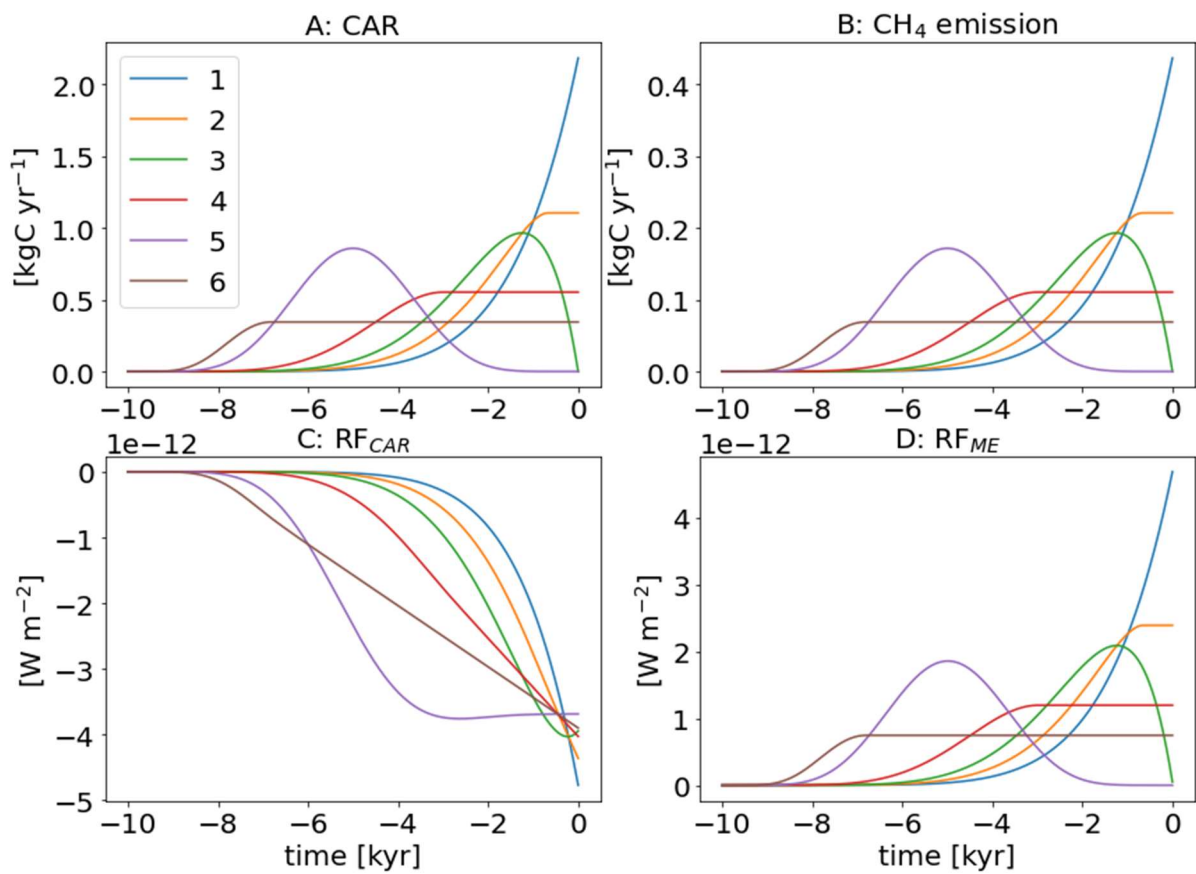 A: CAR
B: CH₄ emission
[kgC yr⁻¹]
2.0
1.5
1.0
0.5
0.0
1
2
3
4
5
6
−10 −8 −6 −4 −2 0
[kgC yr⁻¹]
0.4
0.3
0.2
0.1
0.0
−10 −8 −6 −4 −2 0
1e−12
C: RF_CAR
[W m⁻²]
0
−1
−2
−3
−4
−5
−10 −8 −6 −4 −2 0
time [kyr]
1e−12
D: RF_ME
[W m⁻²]
4
3
2
1
0
−10 −8 −6 −4 −2 0
time [kyr]